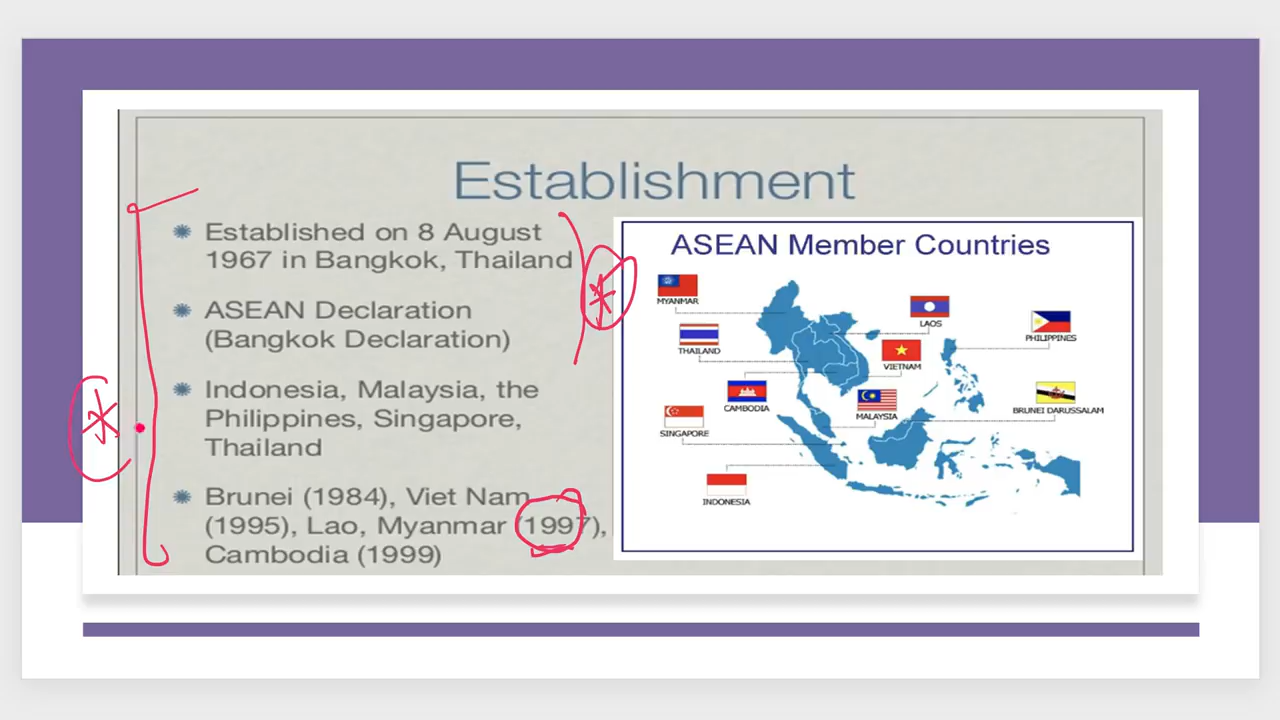 Establishment
Established on 8 August
1967 in Bangkok, Thailand
ASEAN Declaration
(Bangkok Declaration)
Indonesia, Malaysia, the
Philippines, Singapore,
Thailand
Brunei (1984), Viet Nam
(1995), Lao, Myanmar (1997),
Cambodia (1999)
ASEAN Member Countries
MYANMAR
LAOS
PHILIPPINES
THAILAND
VIETNAM
CAMBODIA
MALAYSIA
BRUNEI DARUSSALAM
SINGAPORE
INDONESIA